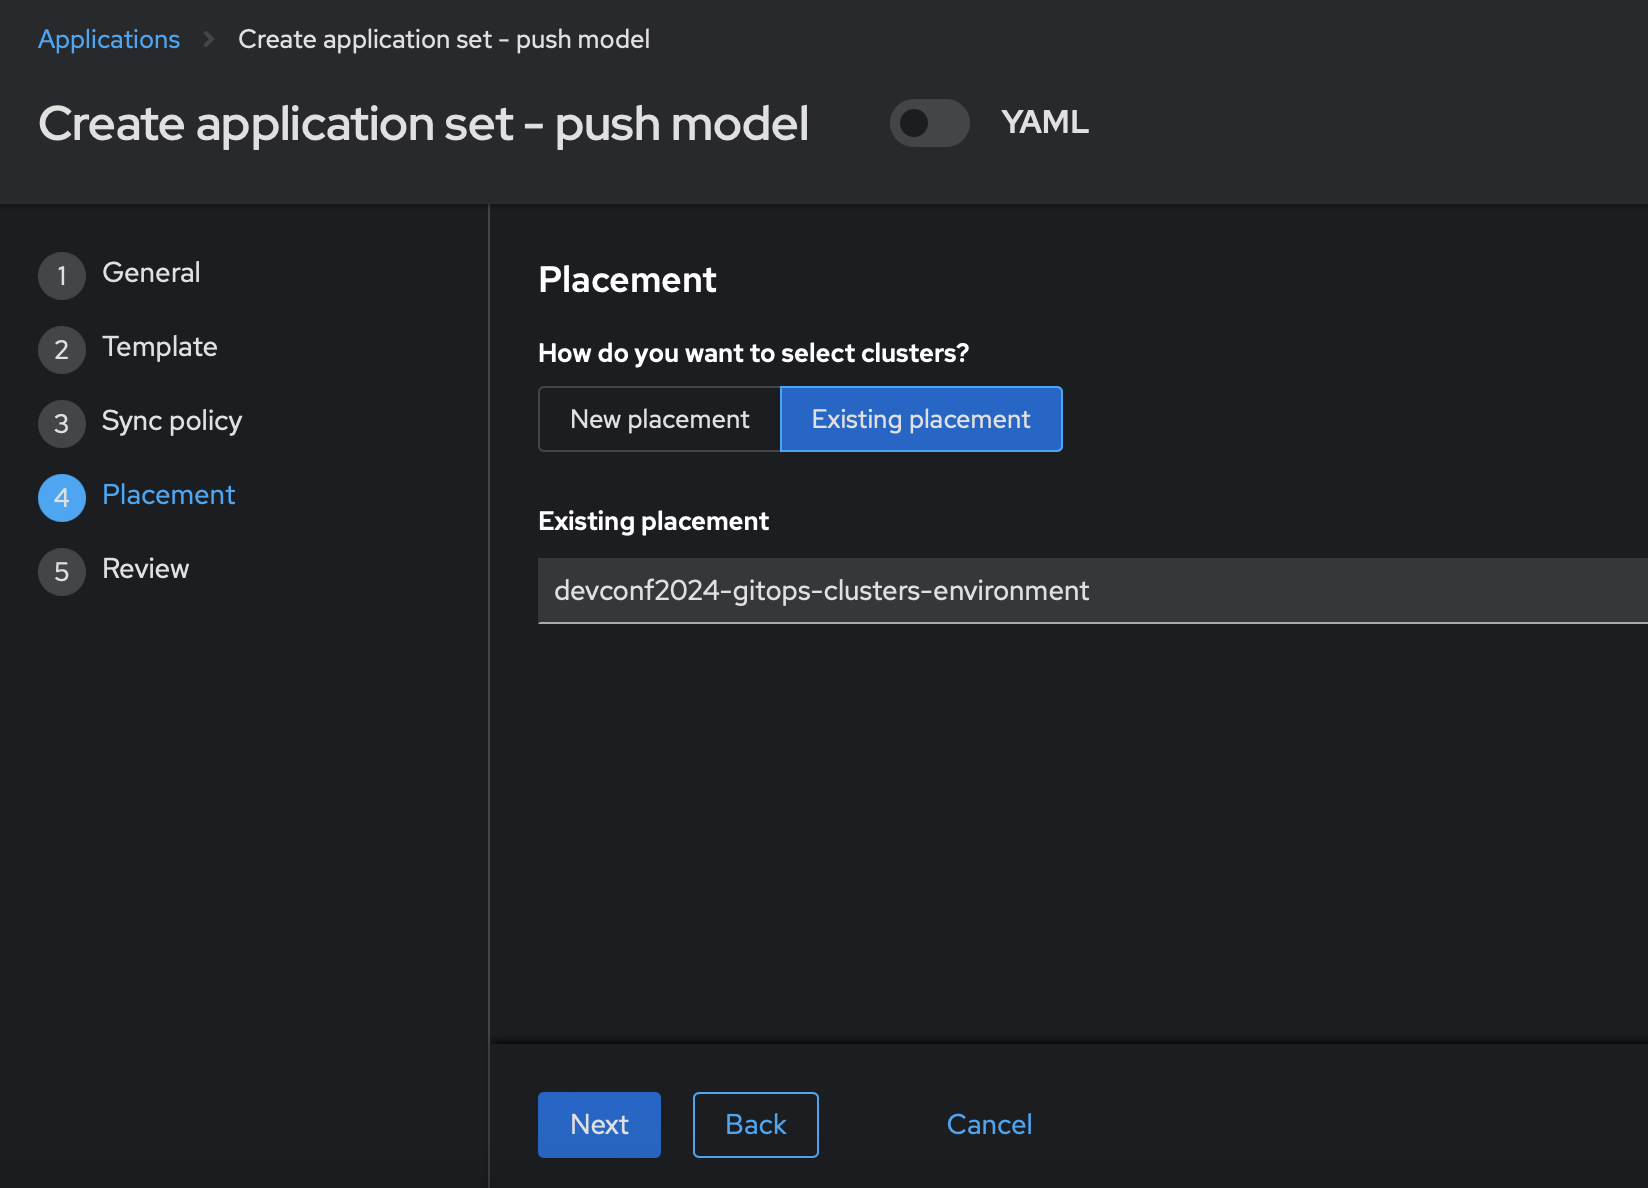 Applications > Create application set - push model
Create application set - push model
YAML
1 General
2 Template
3 Sync policy
4 Placement
5 Review
Placement
How do you want to select clusters?
New placement
Existing placement
Existing placement
devconf2024-gitops-clusters-environment
Next
Back
Cancel